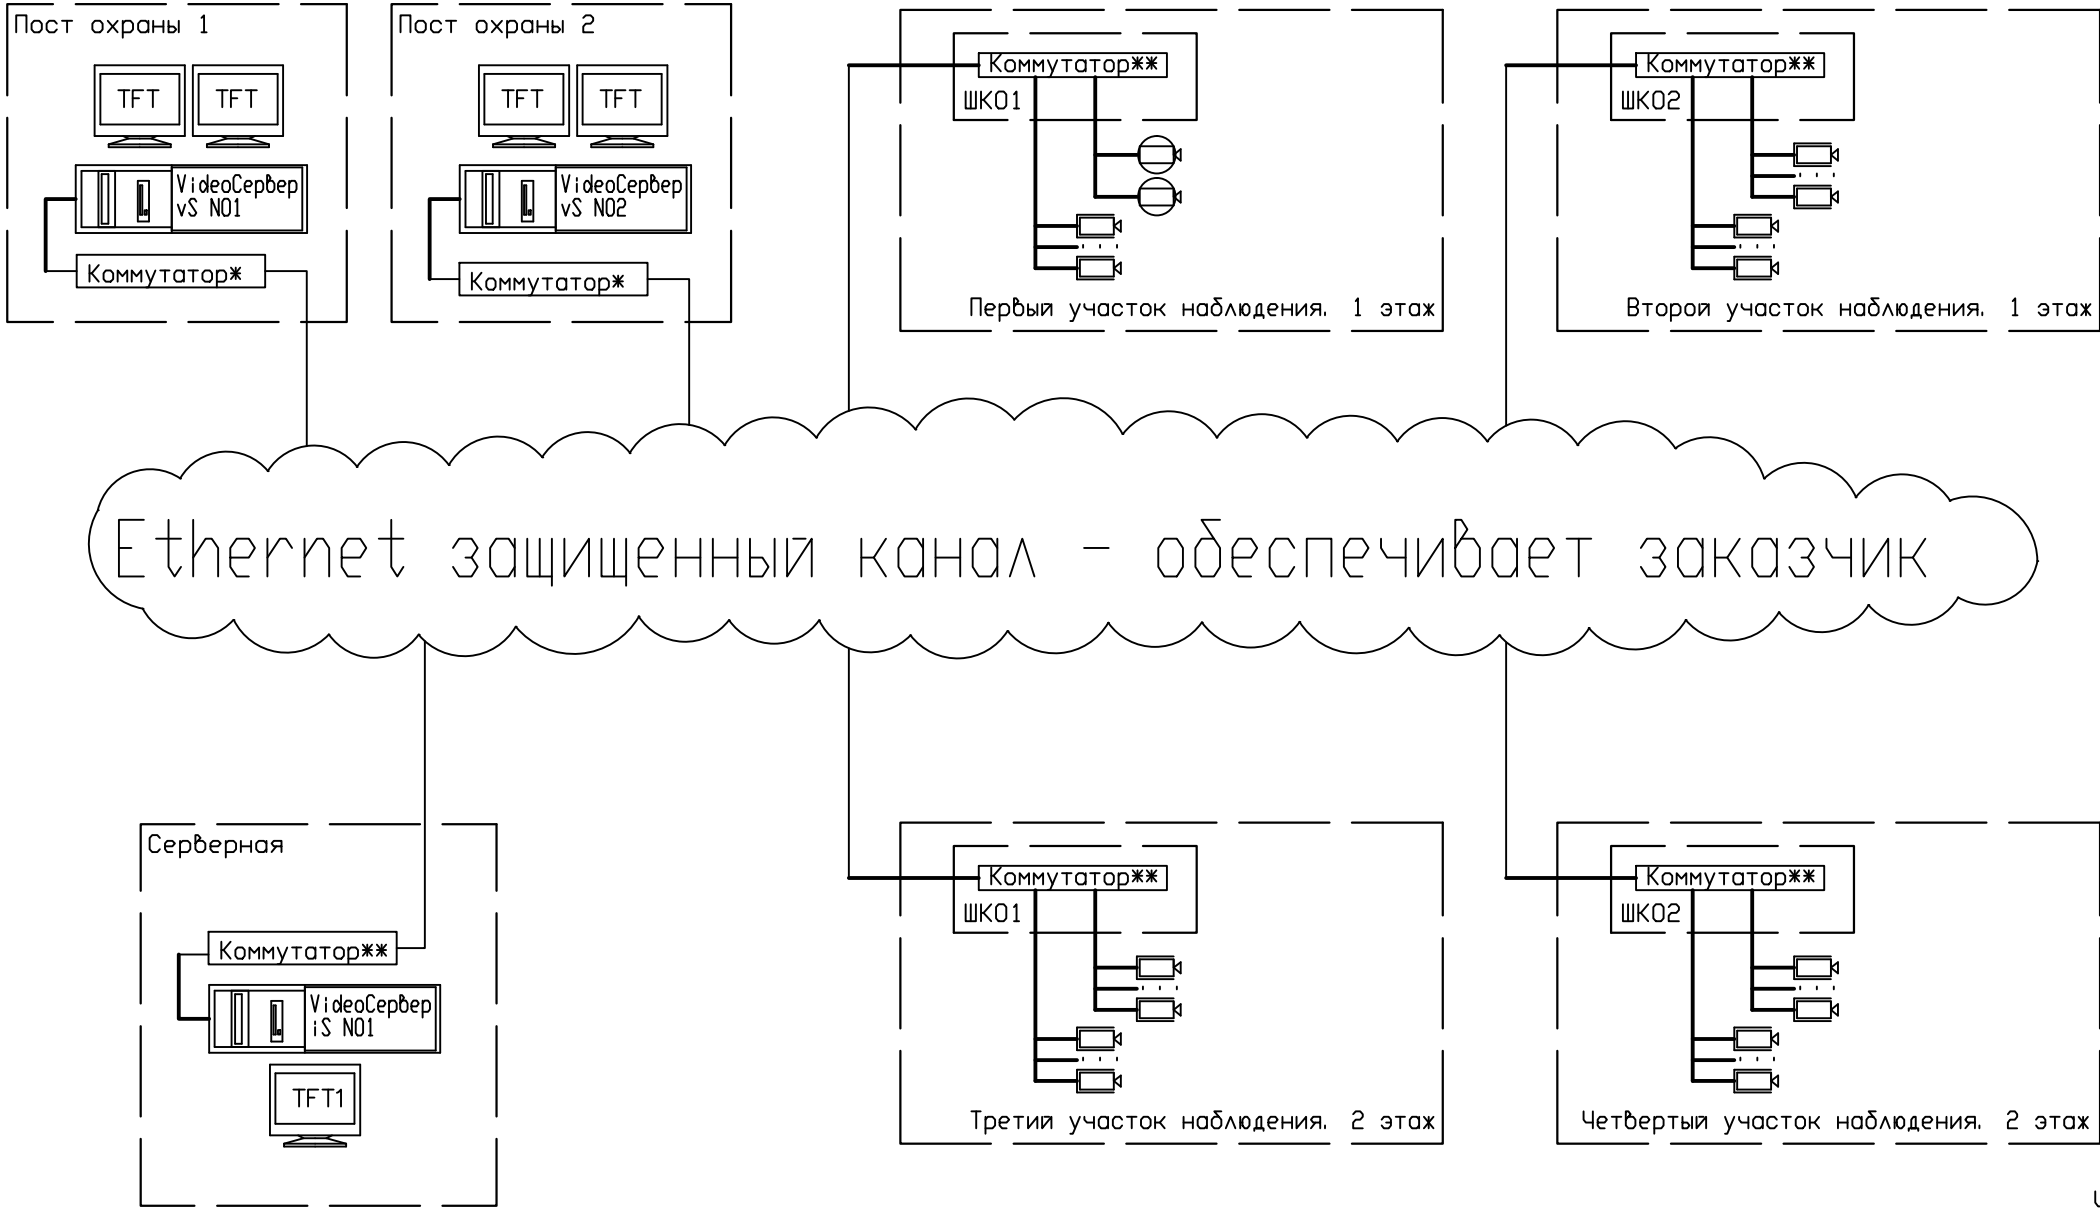 Пост охраны 1
TFT TFT
VideoСервер
vS N01
Коммутатор*
Пост охраны 2
TFT TFT
VideoСервер
vS N02
Коммутатор*
Коммутатор**
ШК01
Первый участок наблюдения. 1 этаж
Коммутатор**
ШК02
Второй участок наблюдения. 1 этаж
Ethernet защищенный канал - обеспечивает заказчик
Серверная
Коммутатор**
VideoСервер
iS N01
TFT1
Коммутатор**
ШК01
Третий участок наблюдения. 2 этаж
Коммутатор**
ШК02
Четвертый участок наблюдения. 2 этаж